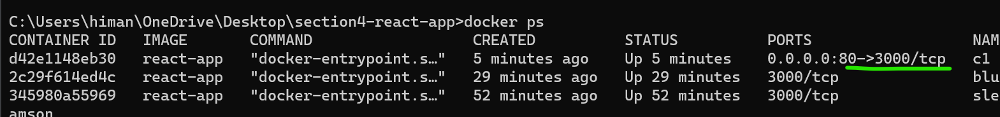 C:\Users\himan\OneDrive\Desktop\section4-react-app>docker ps
CONTAINER ID   IMAGE       COMMAND                  CREATED          STATUS          PORTS                  NAM
d42e1148eb30   react-app   "docker-entrypoint.s…"   5 minutes ago    Up 5 minutes    0.0.0.0:80->3000/tcp   c1
2c29f614ed4c   react-app   "docker-entrypoint.s…"   29 minutes ago   Up 29 minutes   3000/tcp               blu
345980a55969   react-app   "docker-entrypoint.s…"   52 minutes ago   Up 52 minutes   3000/tcp               sle
amson